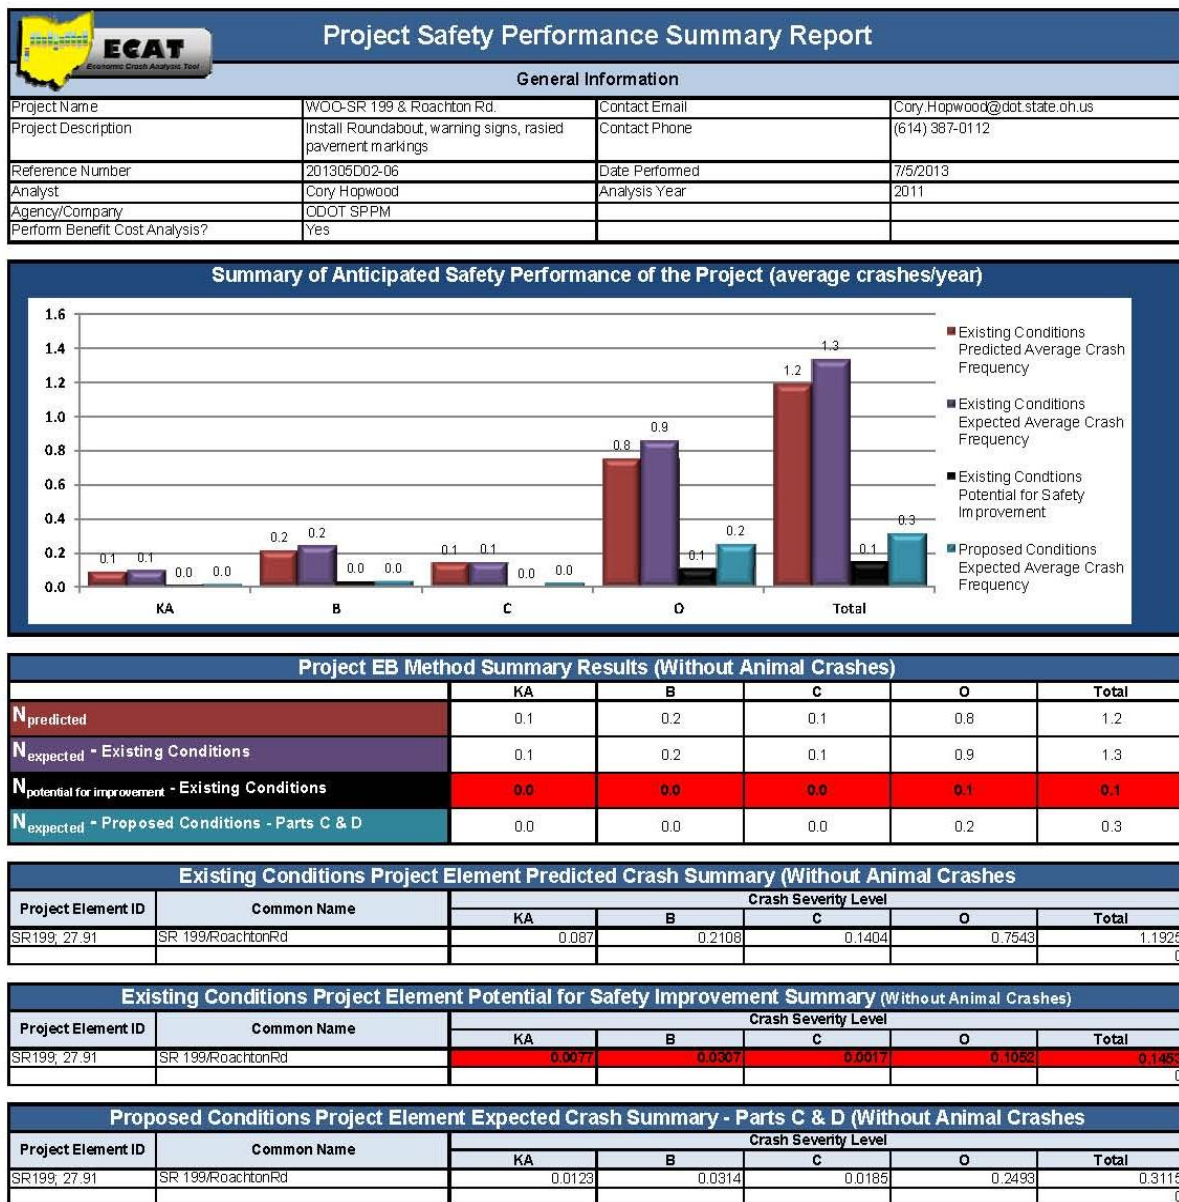 ECAT
Economic Crash Analysis Tool
Project Safety Performance Summary Report
General Information
Project Name WOO-SR 199 & Roachton Rd. Contact Email Cory.Hopwood@dot.state.oh.us
Project Description Install Roundabout, warning signs, rasied Contact Phone (614) 387-0112
pavement markings
Reference Number 201305D02-06 Date Performed 7/5/2013
Analyst Cory Hopwood Analysis Year 2011
Agency/Company ODOT SPPM
Perform Benefit Cost Analysis? Yes
Summary of Anticipated Safety Performance of the Project (average crashes/year)
1.6
1.4
1.2
1.0
0.8
0.6
0.4
0.2
0.0
0.1 0.1 0.0 0.0
0.2 0.2 0.0 0.0
0.1 0.1 0.0 0.0
0.8 0.9 0.1 0.2
1.2 1.3 0.1 0.3
KA B C O Total
Existing Conditions
Predicted Average Crash
Frequency
Existing Conditions
Expected Average Crash
Frequency
Existing Condtions
Potential for Safety
Improvement
Proposed Conditions
Expected Average Crash
Frequency
Project EB Method Summary Results (Without Animal Crashes)
KA B C O Total
Npredicted 0.1 0.2 0.1 0.8 1.2
Nexpected - Existing Conditions 0.1 0.2 0.1 0.9 1.3
Npotential for improvement - Existing Conditions 0.0 0.0 0.0 0.1 0.1
Nexpected - Proposed Conditions - Parts C & D 0.0 0.0 0.0 0.2 0.3
Existing Conditions Project Element Predicted Crash Summary (Without Animal Crashes
Project Element ID Common Name Crash Severity Level
KA B C O Total
SR199, 27.91 SR 199/RoachtonRd 0.087 0.2108 0.1404 0.7543 1.1925
0
Existing Conditions Project Element Potential for Safety Improvement Summary (Without Animal Crashes)
Project Element ID Common Name Crash Severity Level
KA B C O Total
SR199, 27.91 SR 199/RoachtonRd 0.0077 0.0307 0.0017 0.1052 0.1453
0
Proposed Conditions Project Element Expected Crash Summary - Parts C & D (Without Animal Crashes
Project Element ID Common Name Crash Severity Level
KA B C O Total
SR199, 27.91 SR 199/RoachtonRd 0.0123 0.0314 0.0185 0.2493 0.3115
0